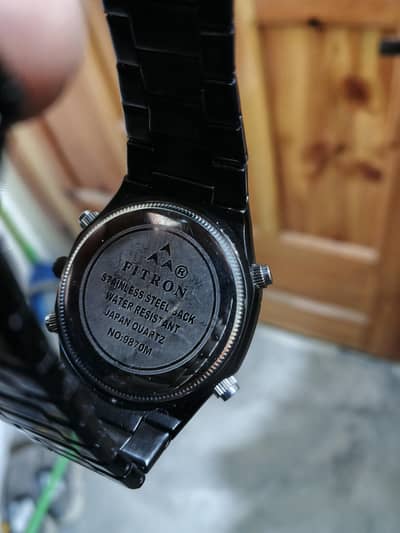 ®
FITRON
STAINLESS STEEL BACK
WATER RESISTANT
JAPAN QUARTZ
NO:9870M